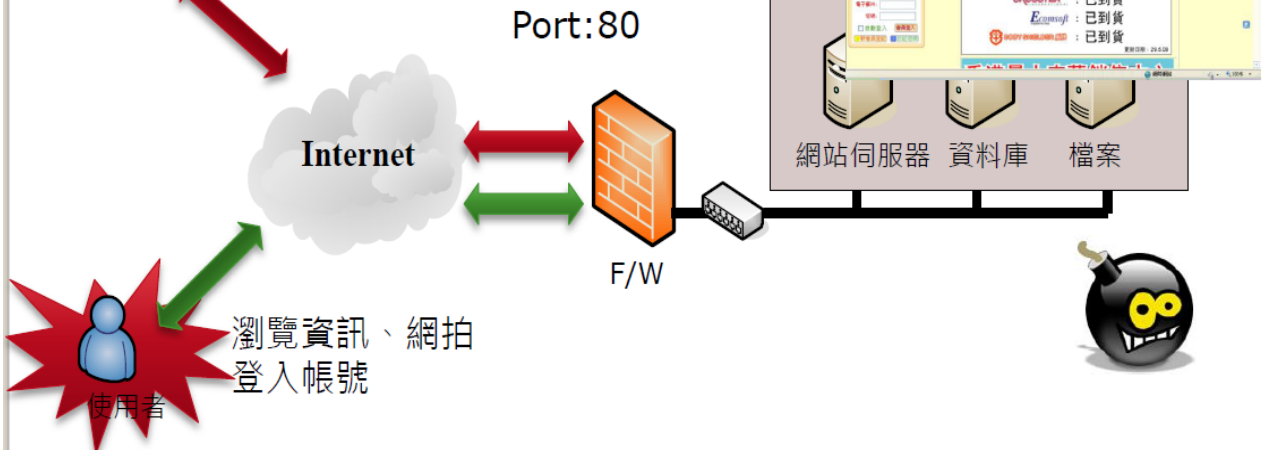 Port:80
：已到貨
Ecomsoft：已到貨
：已到貨
Internet
網站伺服器 資料庫 檔案
F/W
瀏覽資訊、網拍
登入帳號
使用者